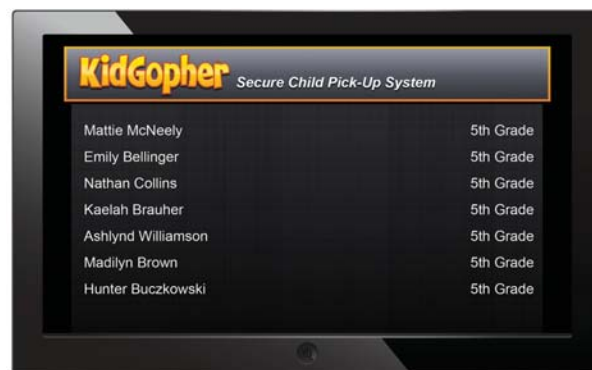 KidGopher Secure Child Pick-Up System
Mattie McNeely 5th Grade
Emily Bellinger 5th Grade
Nathan Collins 5th Grade
Kaelah Brauher 5th Grade
Ashlynd Williamson 5th Grade
Madilyn Brown 5th Grade
Hunter Buczkowski 5th Grade